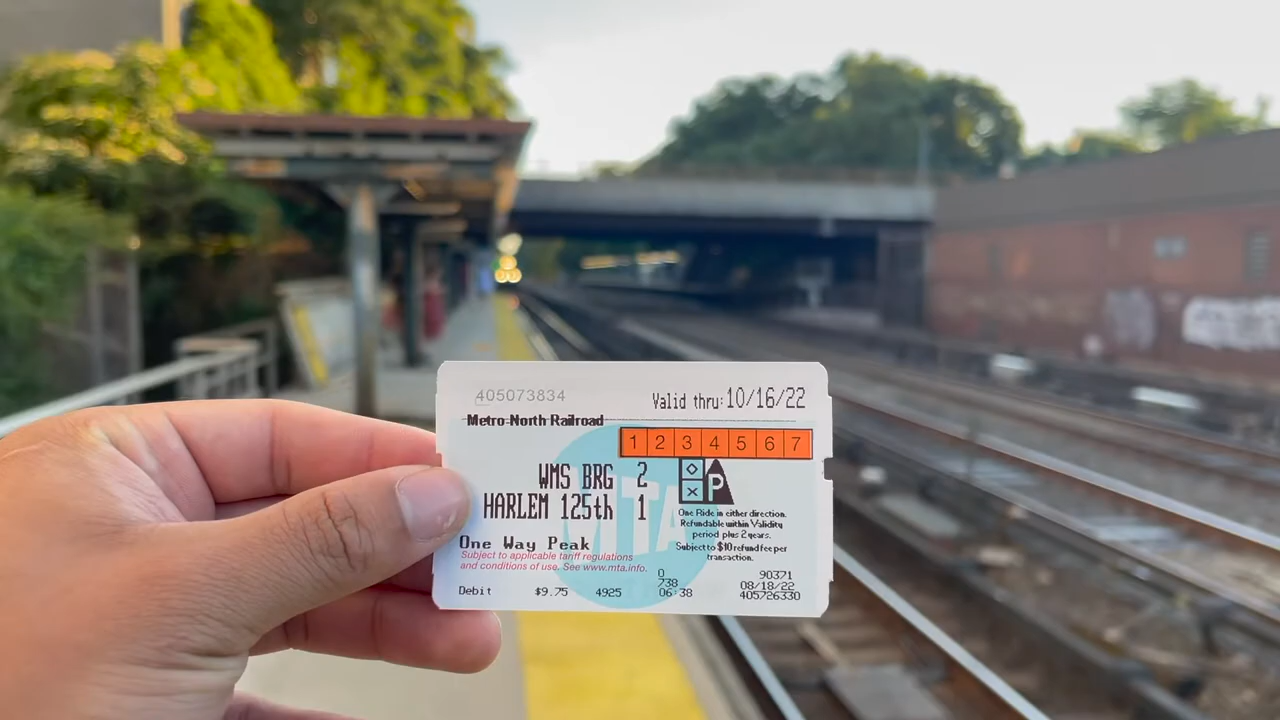 405073834
Valid thru: 10/16/22
Metro-North Railroad
1 2 3 4 5 6 7
WMS BRG 2
HARLEM 125th 1
P
MTA
One Ride in either direction.
Refundable within Validity
period plus 2 years.
Subject to $10 refund fee per
transaction.
One Way Peak
Subject to applicable tariff regulations
and conditions of use. See www.mta.info.
0 90371
738 08/18/22
Debit $9.75 4925 06:38 405726330